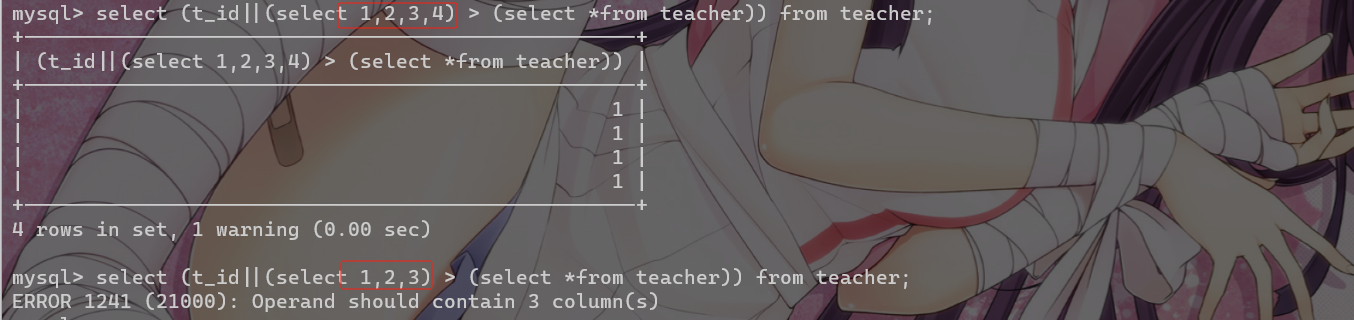 mysql> select (t_id||(select 1,2,3,4) > (select *from teacher)) from teacher;
+—————————————————————————————————————————————————————+
| (t_id||(select 1,2,3,4) > (select *from teacher)) |
+—————————————————————————————————————————————————————+
| 1 |
| 1 |
| 1 |
| 1 |
+—————————————————————————————————————————————————————+
4 rows in set, 1 warning (0.00 sec)
mysql> select (t_id||(select 1,2,3) > (select *from teacher)) from teacher;
ERROR 1241 (21000): Operand should contain 3 column(s)